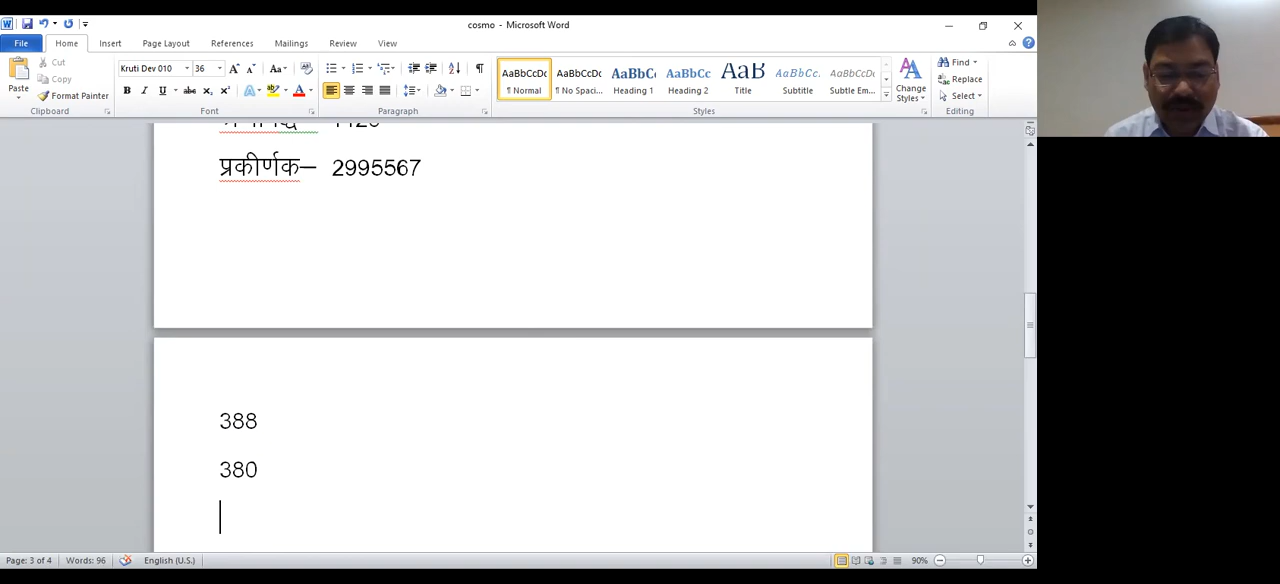 cosmo - Microsoft Word
File Home Insert Page Layout References Mailings Review View
Paste
Cut
Copy
Format Painter
Clipboard
Kruti Dev 010 36
Font
Paragraph
AaBbCcDc AaBbCcDc AaBbC AaBbCc AaB AaBbCc. AaBbCcDc
¶ Normal ¶ No Spaci... Heading 1 Heading 2 Title Subtitle Subtle Em...
Change
Styles
Styles
Find
Replace
Select
Editing
प्रकीर्णक– 2995567
388
380
Page: 3 of 4 Words: 96 English (U.S.) 90%